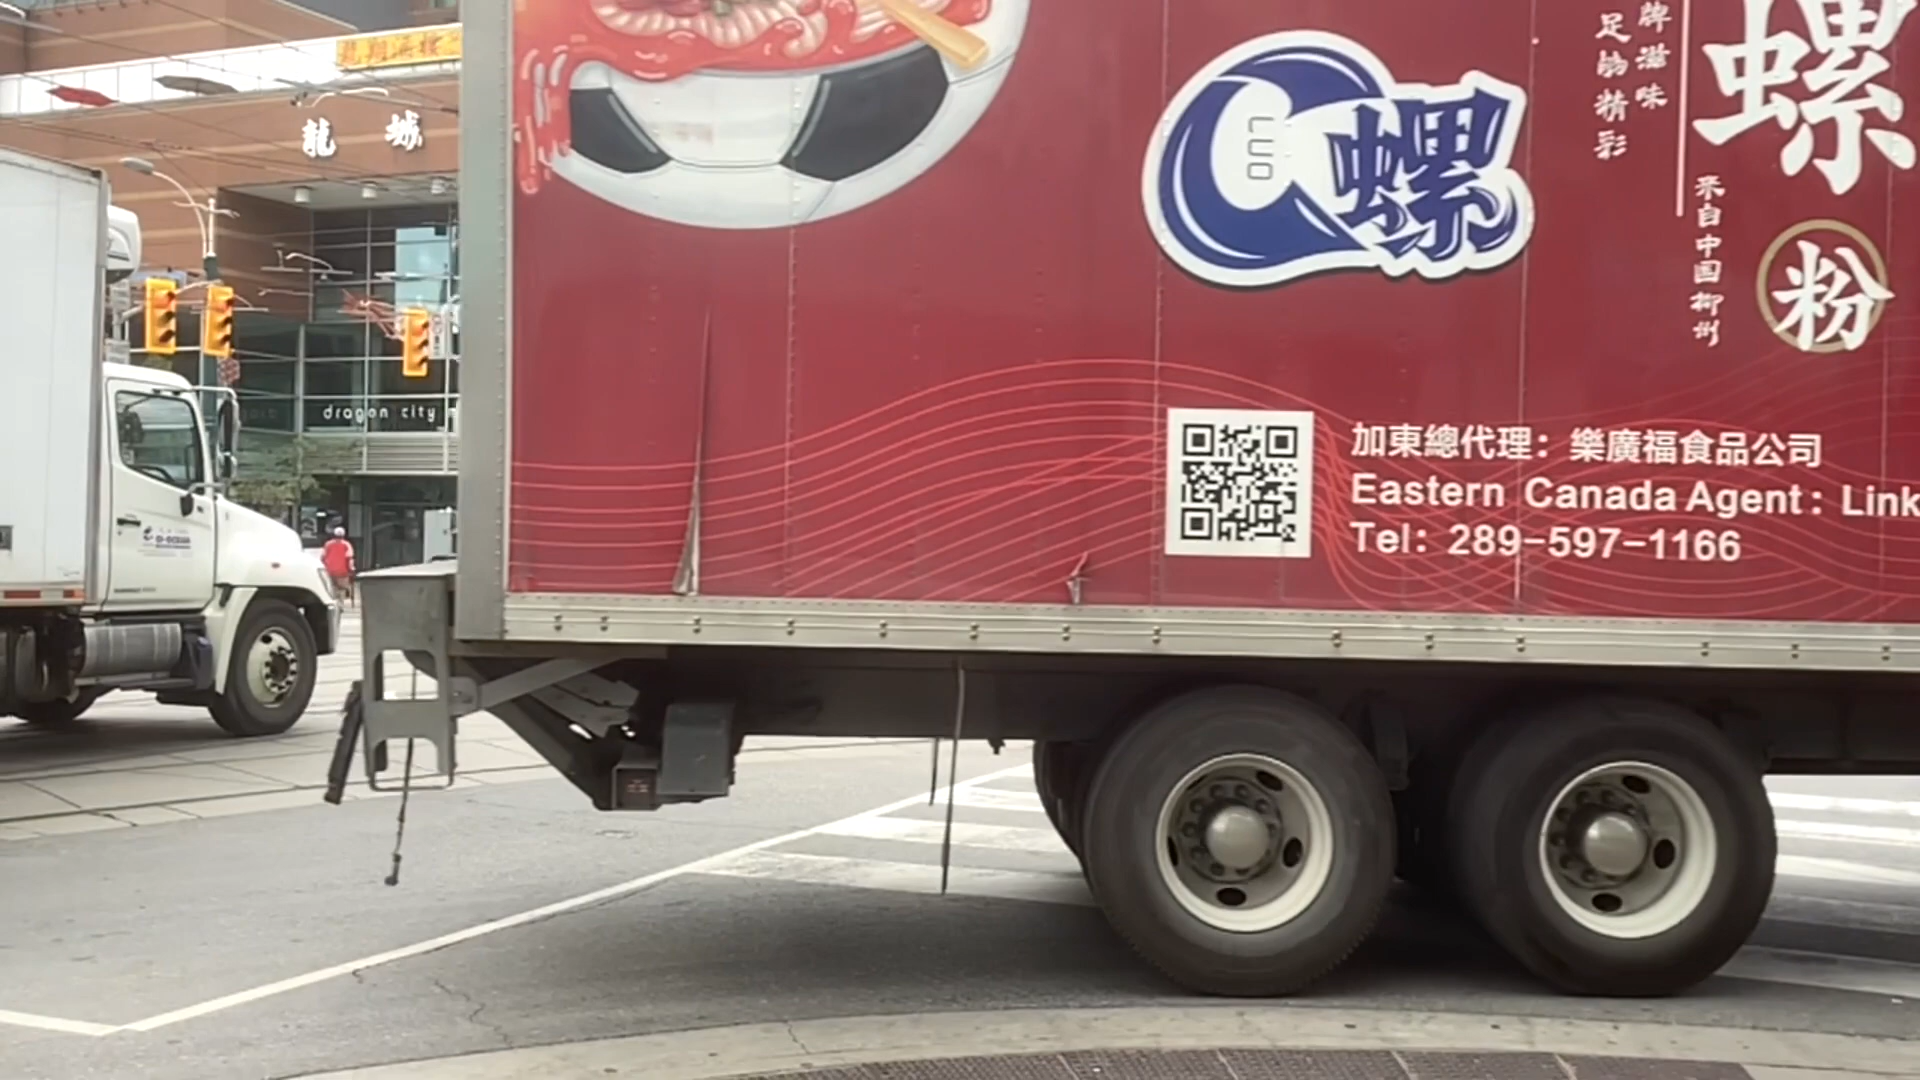 龍城
dragon city
螺
牌滋味
足够精彩
螺
粉
来自中国柳州
加東總代理：樂廣福食品公司
Eastern Canada Agent: Link
Tel: 289-597-1166